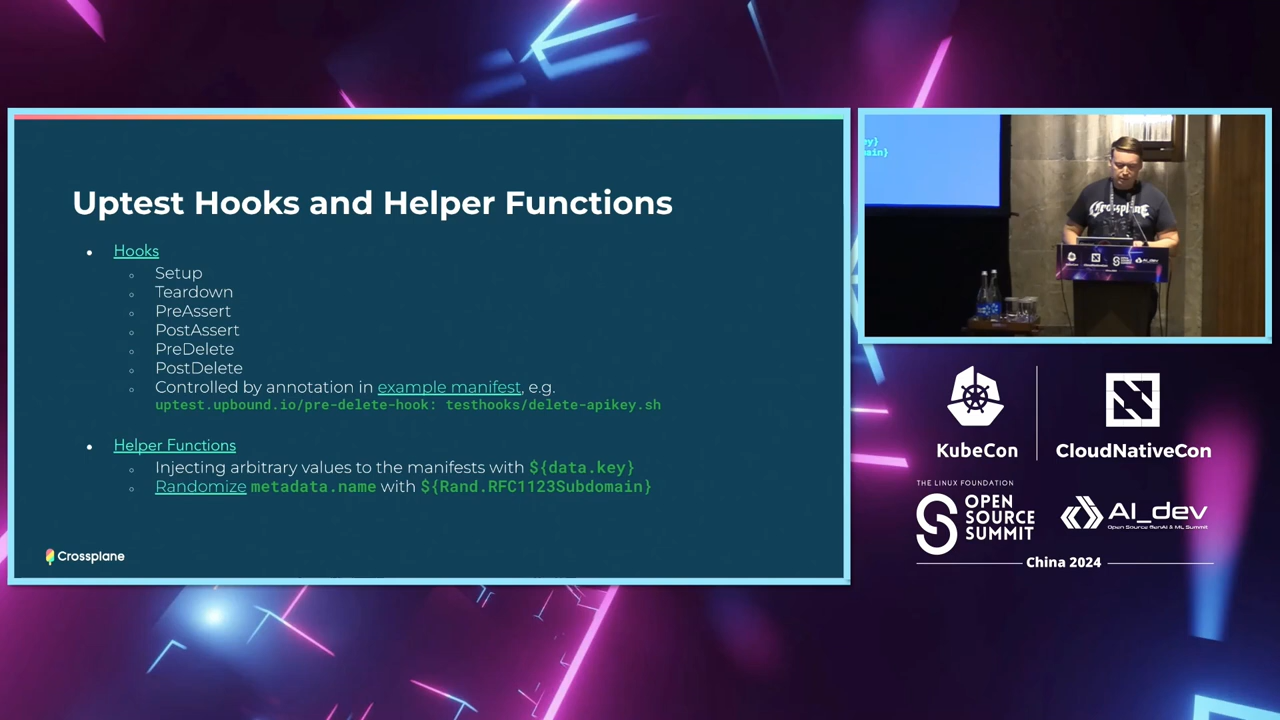 Uptest Hooks and Helper Functions
• Hooks
○ Setup
○ Teardown
○ PreAssert
○ PostAssert
○ PreDelete
○ PostDelete
○ Controlled by annotation in example manifest, e.g.
uptest.upbound.io/pre-delete-hook: testhooks/delete-apikey.sh
• Helper Functions
○ Injecting arbitrary values to the manifests with ${data.key}
○ Randomize metadata.name with ${Rand.RFC1123Subdomain}
Crossplane
ey}
ain}
Crossplane
KubeCon
CloudNativeCon
THE LINUX FOUNDATION
OPEN
SOURCE
SUMMIT
AI_dev
Open Source GenAI & ML Summit
China 2024